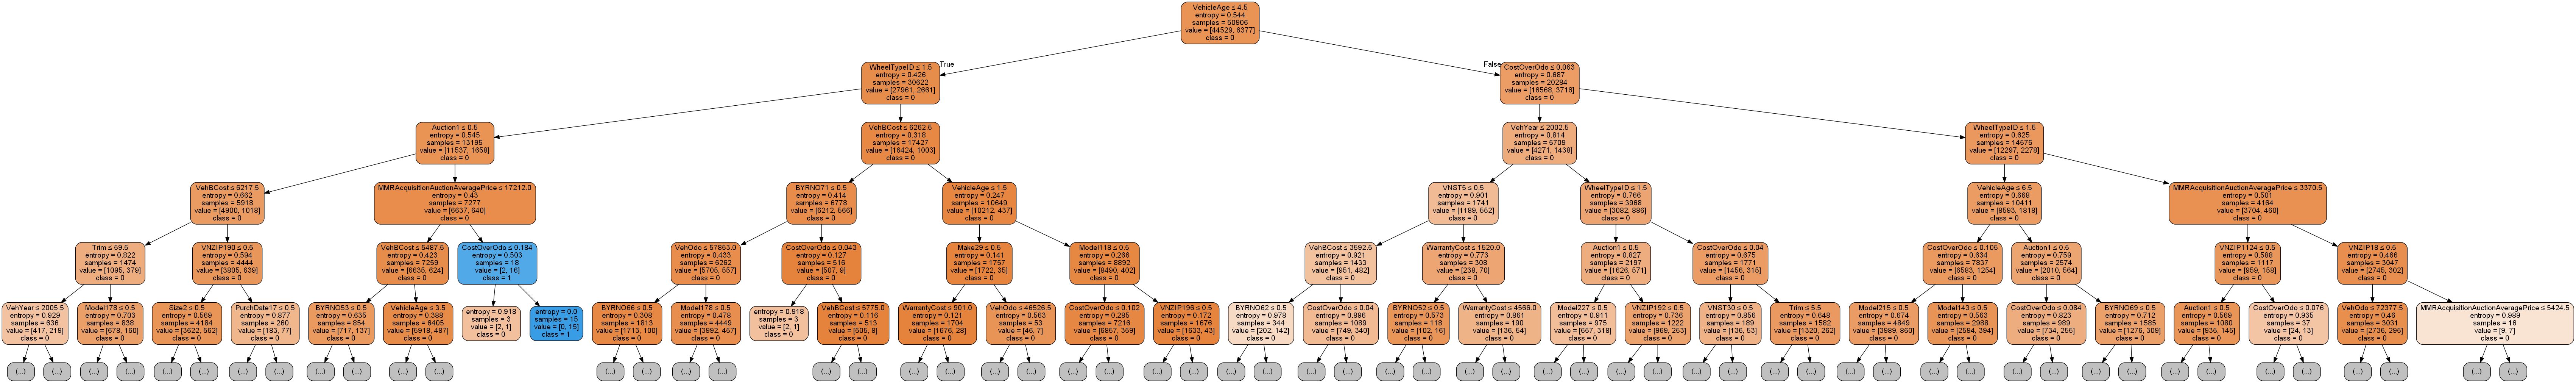 VehicleAge ≤ 4.5
entropy = 0.544
samples = 50906
value = [44529, 6377]
class = 0
True
False
WheelTypeID ≤ 1.5
entropy = 0.426
samples = 30622
value = [27961, 2661]
class = 0
CostOverOdo ≤ 0.063
entropy = 0.687
samples = 20284
value = [16568, 3716]
class = 0
Auction1 ≤ 0.5
entropy = 0.545
samples = 13195
value = [11537, 1658]
class = 0
VehBCost ≤ 6262.5
entropy = 0.318
samples = 17427
value = [16424, 1003]
class = 0
VehYear ≤ 2002.5
entropy = 0.814
samples = 5709
value = [4271, 1438]
class = 0
WheelTypeID ≤ 1.5
entropy = 0.625
samples = 14575
value = [12297, 2278]
class = 0
VehBCost ≤ 6217.5
entropy = 0.662
samples = 5918
value = [4900, 1018]
class = 0
MMRAcquisitionAuctionAveragePrice ≤ 17212.0
entropy = 0.43
samples = 7277
value = [6637, 640]
class = 0
BYRNO71 ≤ 0.5
entropy = 0.414
samples = 6778
value = [6212, 566]
class = 0
VehicleAge ≤ 1.5
entropy = 0.247
samples = 10649
value = [10212, 437]
class = 0
VNST5 ≤ 0.5
entropy = 0.901
samples = 1741
value = [1189, 552]
class = 0
WheelTypeID ≤ 1.5
entropy = 0.766
samples = 3968
value = [3082, 886]
class = 0
VehicleAge ≤ 6.5
entropy = 0.668
samples = 10411
value = [8593, 1818]
class = 0
MMRAcquisitionAuctionAveragePrice ≤ 3370.5
entropy = 0.501
samples = 4164
value = [3704, 460]
class = 0
Trim ≤ 59.5
entropy = 0.822
samples = 1474
value = [1095, 379]
class = 0
VNZIP190 ≤ 0.5
entropy = 0.594
samples = 4444
value = [3805, 639]
class = 0
VehBCost ≤ 5487.5
entropy = 0.423
samples = 7259
value = [6635, 624]
class = 0
CostOverOdo ≤ 0.184
entropy = 0.503
samples = 18
value = [2, 16]
class = 1
VehOdo ≤ 57853.0
entropy = 0.433
samples = 6262
value = [5705, 557]
class = 0
CostOverOdo ≤ 0.043
entropy = 0.127
samples = 516
value = [507, 9]
class = 0
Make29 ≤ 0.5
entropy = 0.141
samples = 1757
value = [1722, 35]
class = 0
Model118 ≤ 0.5
entropy = 0.266
samples = 8892
value = [8490, 402]
class = 0
VehBCost ≤ 3592.5
entropy = 0.921
samples = 1433
value = [951, 482]
class = 0
WarrantyCost ≤ 1520.0
entropy = 0.773
samples = 308
value = [238, 70]
class = 0
Auction1 ≤ 0.5
entropy = 0.827
samples = 2197
value = [1626, 571]
class = 0
CostOverOdo ≤ 0.04
entropy = 0.675
samples = 1771
value = [1456, 315]
class = 0
CostOverOdo ≤ 0.105
entropy = 0.634
samples = 7837
value = [6583, 1254]
class = 0
Auction1 ≤ 0.5
entropy = 0.759
samples = 2574
value = [2010, 564]
class = 0
VNZIP1124 ≤ 0.5
entropy = 0.588
samples = 1117
value = [959, 158]
class = 0
VNZIP18 ≤ 0.5
entropy = 0.466
samples = 3047
value = [2745, 302]
class = 0
VehYear ≤ 2005.5
entropy = 0.929
samples = 636
value = [417, 219]
class = 0
Model178 ≤ 0.5
entropy = 0.703
samples = 838
value = [678, 160]
class = 0
Size2 ≤ 0.5
entropy = 0.569
samples = 4184
value = [3622, 562]
class = 0
PurchDate17 ≤ 0.5
entropy = 0.877
samples = 260
value = [183, 77]
class = 0
BYRNO53 ≤ 0.5
entropy = 0.635
samples = 854
value = [717, 137]
class = 0
VehicleAge ≤ 3.5
entropy = 0.388
samples = 6405
value = [5918, 487]
class = 0
entropy = 0.918
samples = 3
value = [2, 1]
class = 0
entropy = 0.0
samples = 15
value = [0, 15]
class = 1
BYRNO66 ≤ 0.5
entropy = 0.308
samples = 1813
value = [1713, 100]
class = 0
Model178 ≤ 0.5
entropy = 0.478
samples = 4449
value = [3992, 457]
class = 0
entropy = 0.918
samples = 3
value = [2, 1]
class = 0
VehBCost ≤ 5775.0
entropy = 0.116
samples = 513
value = [505, 8]
class = 0
WarrantyCost ≤ 901.0
entropy = 0.121
samples = 1704
value = [1676, 28]
class = 0
VehOdo ≤ 46526.5
entropy = 0.563
samples = 53
value = [46, 7]
class = 0
CostOverOdo ≤ 0.102
entropy = 0.285
samples = 7216
value = [6857, 359]
class = 0
VNZIP196 ≤ 0.5
entropy = 0.172
samples = 1676
value = [1633, 43]
class = 0
BYRNO62 ≤ 0.5
entropy = 0.978
samples = 344
value = [202, 142]
class = 0
CostOverOdo ≤ 0.04
entropy = 0.896
samples = 1089
value = [749, 340]
class = 0
BYRNO52 ≤ 0.5
entropy = 0.573
samples = 118
value = [102, 16]
class = 0
WarrantyCost ≤ 4566.0
entropy = 0.861
samples = 190
value = [136, 54]
class = 0
Model227 ≤ 0.5
entropy = 0.911
samples = 975
value = [657, 318]
class = 0
VNZIP192 ≤ 0.5
entropy = 0.736
samples = 1222
value = [969, 253]
class = 0
VNST30 ≤ 0.5
entropy = 0.856
samples = 189
value = [136, 53]
class = 0
Trim ≤ 5.5
entropy = 0.648
samples = 1582
value = [1320, 262]
class = 0
Model215 ≤ 0.5
entropy = 0.674
samples = 4849
value = [3989, 860]
class = 0
Model143 ≤ 0.5
entropy = 0.563
samples = 2988
value = [2594, 394]
class = 0
CostOverOdo ≤ 0.084
entropy = 0.823
samples = 989
value = [734, 255]
class = 0
BYRNO69 ≤ 0.5
entropy = 0.712
samples = 1585
value = [1276, 309]
class = 0
Auction1 ≤ 0.5
entropy = 0.569
samples = 1080
value = [935, 145]
class = 0
CostOverOdo ≤ 0.076
entropy = 0.935
samples = 37
value = [24, 13]
class = 0
VehOdo ≤ 72377.5
entropy = 0.46
samples = 3031
value = [2736, 295]
class = 0
MMRAcquisitionAuctionAveragePrice ≤ 5424.5
entropy = 0.989
samples = 16
value = [9, 7]
class = 0
(...) (...) (...) (...) (...) (...) (...) (...) (...) (...) (...) (...) (...) (...) (...) (...) (...) (...) (...) (...) (...) (...) (...) (...) (...) (...) (...) (...) (...) (...) (...) (...) (...) (...) (...) (...) (...) (...) (...) (...) (...) (...) (...) (...) (...) (...) (...) (...) (...) (...) (...) (...) (...) (...) (...) (...) (...) (...)